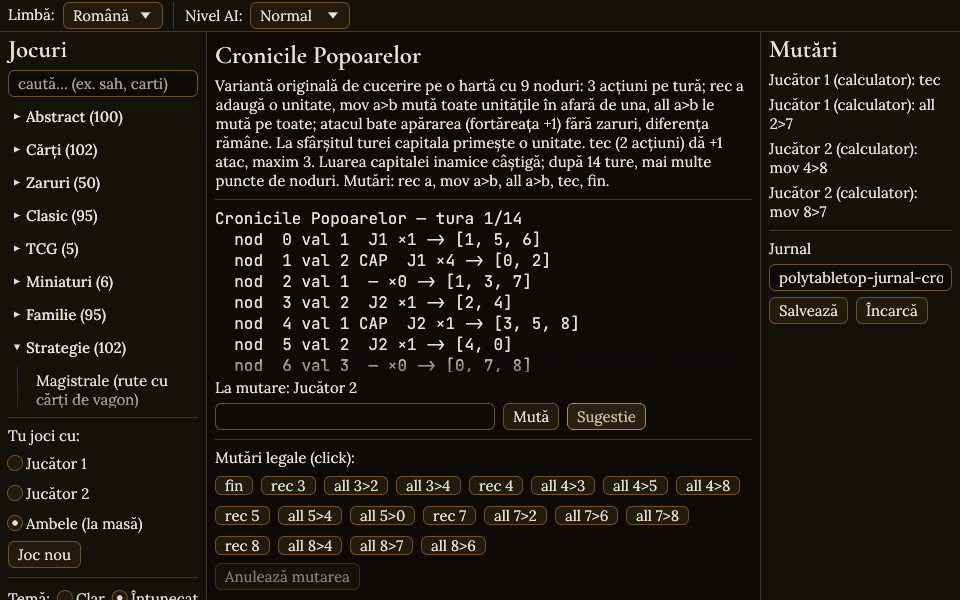 Limbă: Română ▼ Nivel AI: Normal ▼
Jocuri
caută... (ex. sah, carti)
▸ Abstract (100)
▸ Cărți (102)
▸ Zaruri (50)
▸ Clasic (95)
▸ TCG (5)
▸ Miniaturi (6)
▸ Familie (95)
▾ Strategie (102)
Magistrale (rute cu
cărți de vagon)
Tu joci cu:
Jucător 1
Jucător 2
Ambele (la masă)
Joc nou
Temă: Clar Întunecat
Cronicile Popoarelor
Variantă originală de cucerire pe o hartă cu 9 noduri: 3 acțiuni pe tură; rec a
adaugă o unitate, mov a>b mută toate unitățile în afară de una, all a>b le
mută pe toate; atacul bate apărarea (fortăreața +1) fără zaruri, diferența
rămâne. La sfârșitul turei capitala primește o unitate. tec (2 acțiuni) dă +1
atac, maxim 3. Luarea capitalei inamice câștigă; după 14 ture, mai multe
puncte de noduri. Mutări: rec a, mov a>b, all a>b, tec, fin.
Cronicile Popoarelor — tura 1/14
nod 0 val 1 J1 ×1 → [1, 5, 6]
nod 1 val 2 CAP J1 ×4 → [0, 2]
nod 2 val 1 — ×0 → [1, 3, 7]
nod 3 val 2 J2 ×1 → [2, 4]
nod 4 val 1 CAP J2 ×1 → [3, 5, 8]
nod 5 val 2 J2 ×1 → [4, 0]
nod 6 val 3 — ×0 → [0, 7, 8]
La mutare: Jucător 2
Mută Sugestie
Mutări legale (click):
fin rec 3 all 3>2 all 3>4 rec 4 all 4>3 all 4>5 all 4>8
rec 5 all 5>4 all 5>0 rec 7 all 7>2 all 7>6 all 7>8
rec 8 all 8>4 all 8>7 all 8>6
Anulează mutarea
Mutări
Jucător 1 (calculator): tec
Jucător 1 (calculator): all
2>7
Jucător 2 (calculator):
mov 4>8
Jucător 2 (calculator):
mov 8>7
Jurnal
polytabletop-jurnal-cro
Salvează Încarcă